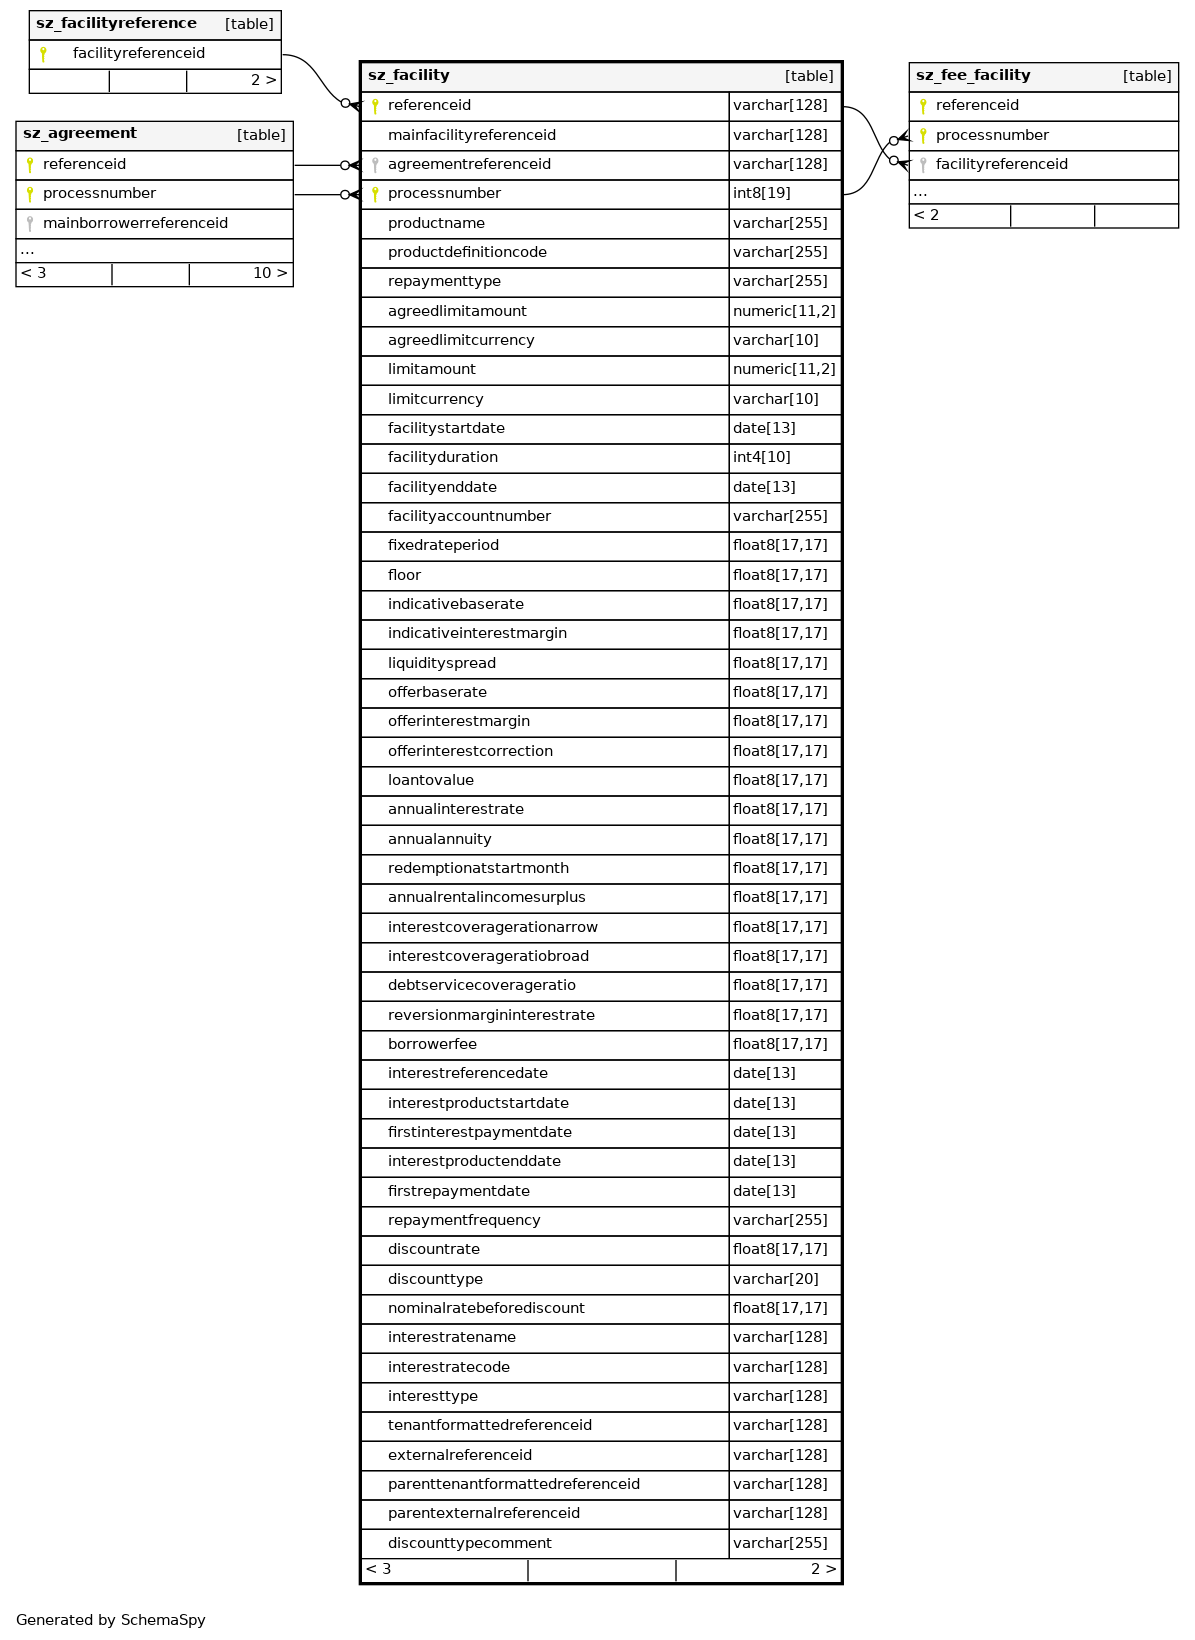 sz_facilityreference [table]
facilityreferenceid
2 >
sz_agreement [table]
referenceid
processnumber
mainborrowerreferenceid
...
< 3 10 >
sz_facility [table]
referenceid varchar[128]
mainfacilityreferenceid varchar[128]
agreementreferenceid varchar[128]
processnumber int8[19]
productname varchar[255]
productdefinitioncode varchar[255]
repaymenttype varchar[255]
agreedlimitamount numeric[11,2]
agreedlimitcurrency varchar[10]
limitamount numeric[11,2]
limitcurrency varchar[10]
facilitystartdate date[13]
facilityduration int4[10]
facilityenddate date[13]
facilityaccountnumber varchar[255]
fixedrateperiod float8[17,17]
floor float8[17,17]
indicativebaserate float8[17,17]
indicativeinterestmargin float8[17,17]
liquidityspread float8[17,17]
offerbaserate float8[17,17]
offerinterestmargin float8[17,17]
offerinterestcorrection float8[17,17]
loantovalue float8[17,17]
annualinterestrate float8[17,17]
annualannuity float8[17,17]
redemptionatstartmonth float8[17,17]
annualrentalincomesurplus float8[17,17]
interestcoveragerationarrow float8[17,17]
interestcoverageratiobroad float8[17,17]
debtservicecoverageratio float8[17,17]
reversionmargininterestrate float8[17,17]
borrowerfee float8[17,17]
interestreferencedate date[13]
interestproductstartdate date[13]
firstinterestpaymentdate date[13]
interestproductenddate date[13]
firstrepaymentdate date[13]
repaymentfrequency varchar[255]
discountrate float8[17,17]
discounttype varchar[20]
nominalratebeforediscount float8[17,17]
interestratename varchar[128]
interestratecode varchar[128]
interesttype varchar[128]
tenantformattedreferenceid varchar[128]
externalreferenceid varchar[128]
parenttenantformattedreferenceid varchar[128]
parentexternalreferenceid varchar[128]
discounttypecomment varchar[255]
< 3 2 >
sz_fee_facility [table]
referenceid
processnumber
facilityreferenceid
...
< 2
Generated by SchemaSpy